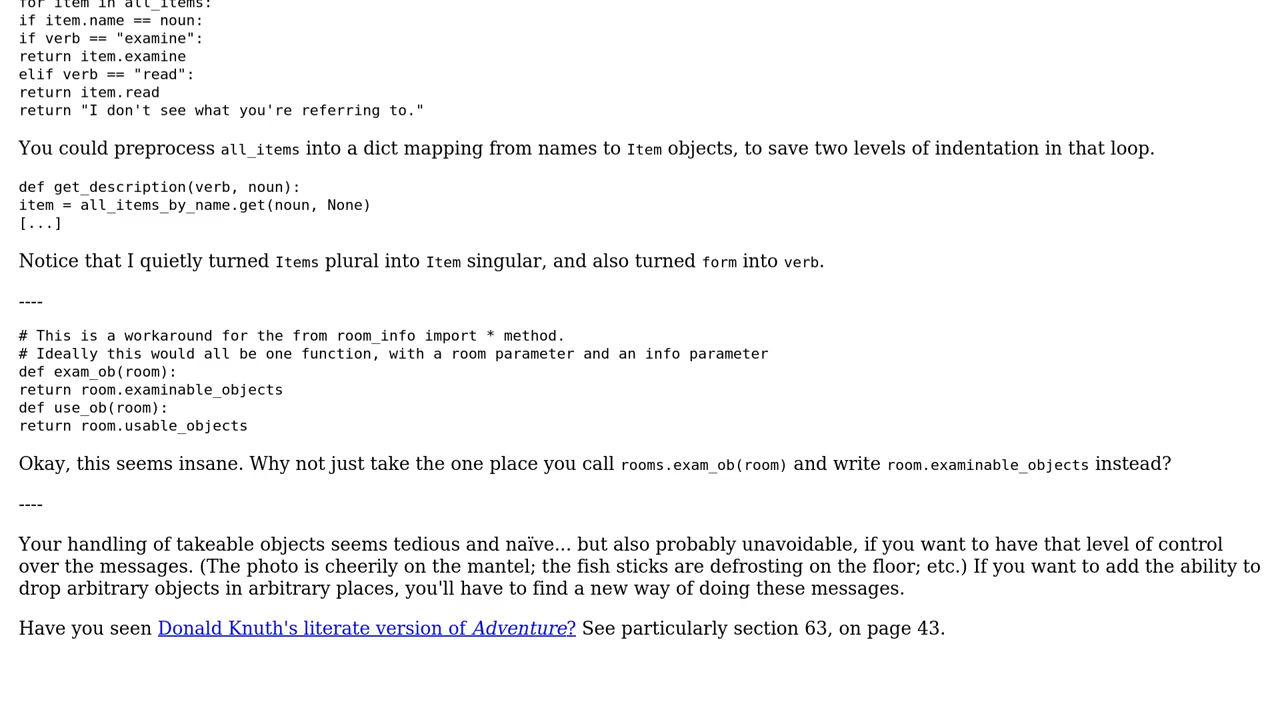 for item in all_items:
if item.name == noun:
if verb == "examine":
return item.examine
elif verb == "read":
return item.read
return "I don't see what you're referring to."
You could preprocess all_items into a dict mapping from names to Item objects, to save two levels of indentation in that loop.
def get_description(verb, noun):
item = all_items_by_name.get(noun, None)
[...]
Notice that I quietly turned Items plural into Item singular, and also turned form into verb.
----
# This is a workaround for the from room_info import * method.
# Ideally this would all be one function, with a room parameter and an info parameter
def exam_ob(room):
return room.examinable_objects
def use_ob(room):
return room.usable_objects
Okay, this seems insane. Why not just take the one place you call rooms.exam_ob(room) and write room.examinable_objects instead?
----
Your handling of takeable objects seems tedious and naïve... but also probably unavoidable, if you want to have that level of control
over the messages. (The photo is cheerily on the mantel; the fish sticks are defrosting on the floor; etc.) If you want to add the ability to
drop arbitrary objects in arbitrary places, you'll have to find a new way of doing these messages.
Have you seen Donald Knuth's literate version of Adventure? See particularly section 63, on page 43.